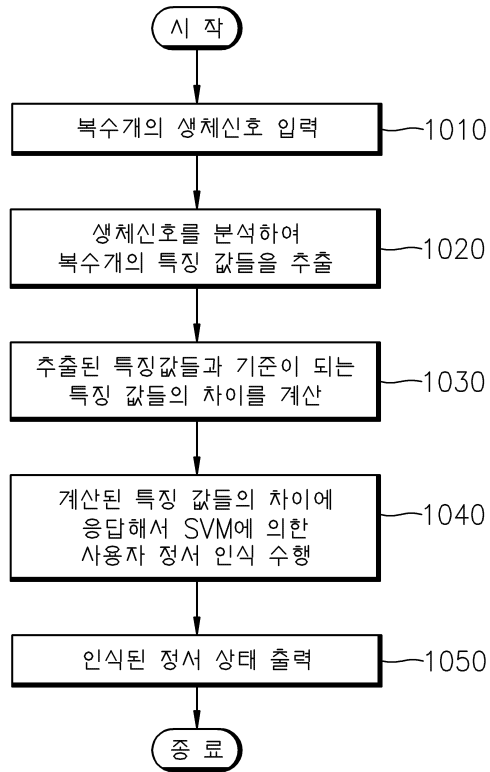 시 작
복수개의 생체신호 입력
1010
생체신호를 분석하여
복수개의 특징 값들을 추출
1020
추출된 특징값들과 기준이 되는
특징 값들의 차이를 계산
1030
계산된 특징 값들의 차이에
응답해서 SVM에 의한
사용자 정서 인식 수행
1040
인식된 정서 상태 출력
1050
종 료